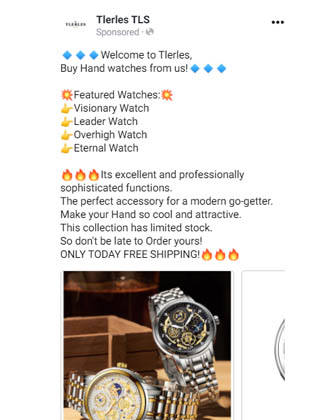 TLERLES
Tlerles TLS
Sponsored ·
🔹🔹🔹Welcome to Tlerles,
Buy Hand watches from us!🔹🔹🔹
💥Featured Watches:💥
👉Visionary Watch
👉Leader Watch
👉Overhigh Watch
👉Eternal Watch
🔥🔥🔥Its excellent and professionally
sophisticated functions.
The perfect accessory for a modern go-getter.
Make your Hand so cool and attractive.
This collection has limited stock.
So don't be late to Order yours!
ONLY TODAY FREE SHIPPING!🔥🔥🔥